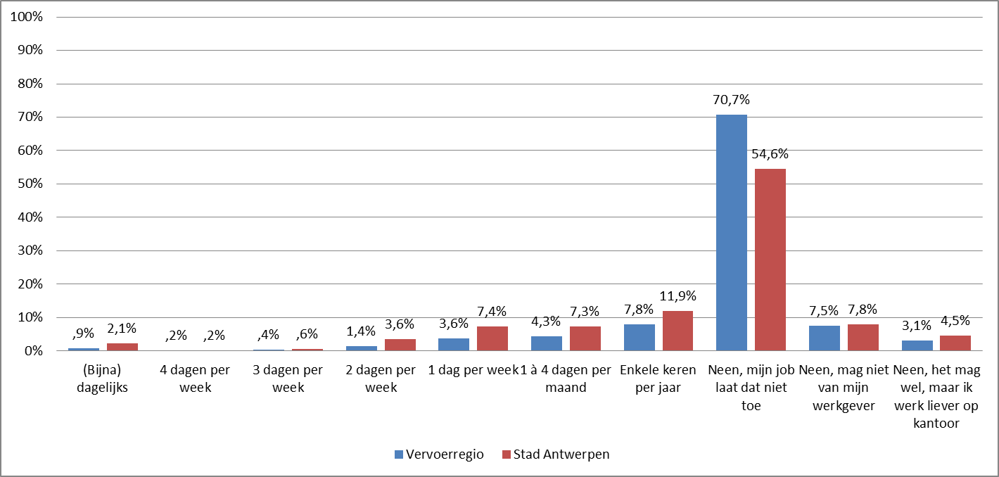 100%
90%
80%
70%
60%
50%
40%
30%
20%
10%
0%
,9%
2,1%
,2%
,2%
,4%
,6%
1,4%
3,6%
3,6%
7,4%
4,3%
7,3%
7,8%
11,9%
70,7%
54,6%
7,5%
7,8%
3,1%
4,5%
(Bijna)
dagelijks
4 dagen per
week
3 dagen per
week
2 dagen per
week
1 dag per week
1 à 4 dagen per
maand
Enkele keren
per jaar
Neen, mijn job
laat dat niet
toe
Neen, mag niet
van mijn
werkgever
Neen, het mag
wel, maar ik
werk liever op
kantoor
Vervoerregio
Stad Antwerpen